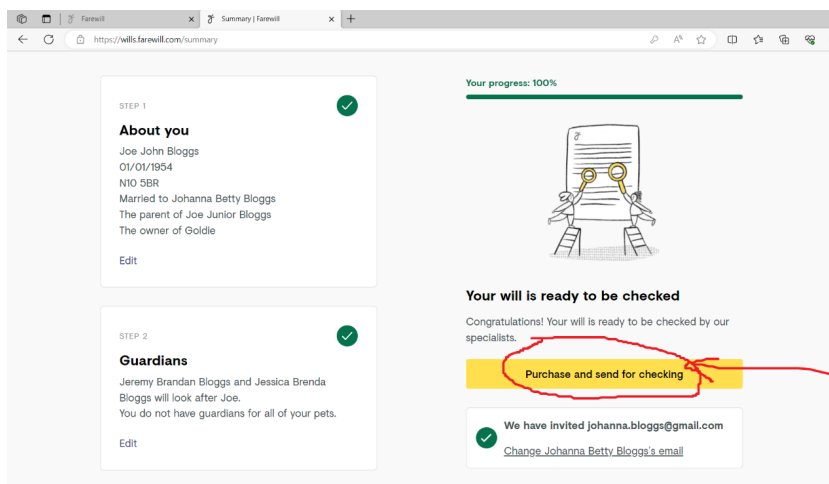 Farewill
Summary | Farewill
https://wills.farewill.com/summary
STEP 1
About you
Joe John Bloggs
01/01/1954
N10 5BR
Married to Johanna Betty Bloggs
The parent of Joe Junior Bloggs
The owner of Goldie
Edit
STEP 2
Guardians
Jeremy Brandan Bloggs and Jessica Brenda
Bloggs will look after Joe.
You do not have guardians for all of your pets.
Edit
Your progress: 100%
Your will is ready to be checked
Congratulations! Your will is ready to be checked by our
specialists.
Purchase and send for checking
We have invited johanna.bloggs@gmail.com
Change Johanna Betty Bloggs's email